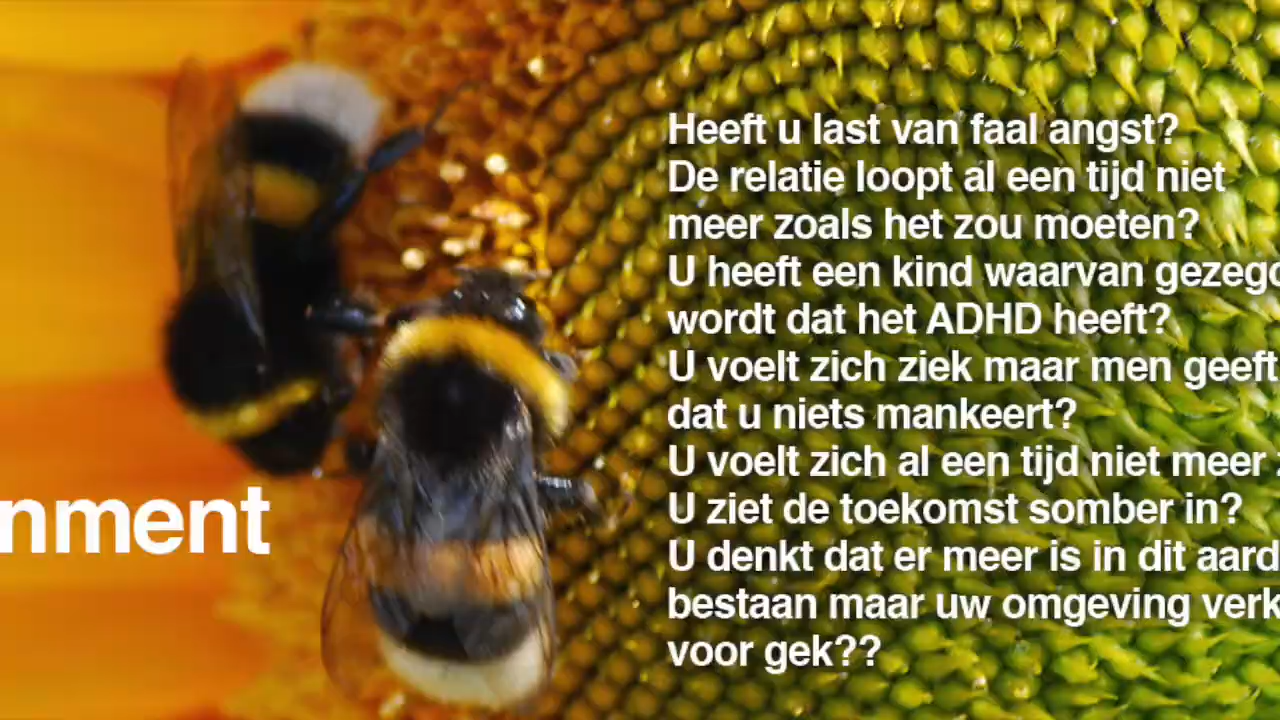 Heeft u last van faal angst?
De relatie loopt al een tijd niet
meer zoals het zou moeten?
U heeft een kind waarvan
wordt dat het ADHD heeft?
U voelt zich ziek maar men geeft
dat u niets mankeert?
U voelt zich al een tijd niet meer
U ziet de toekomst somber in?
U denkt dat er meer is in dit
bestaan maar uw omgeving
voor gek??